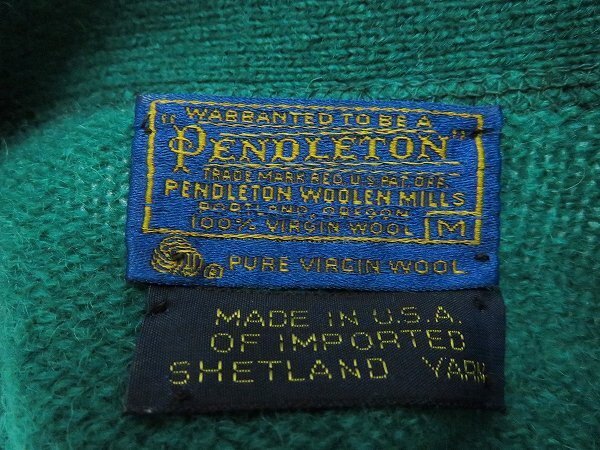 WARRANTED TO BE A
"PENDLETON"
TRADE MARK REG. U.S. PAT. OFF.
PENDLETON WOOLEN MILLS
PORTLAND, OREGON
100% VIRGIN WOOL M
® PURE VIRGIN WOOL
MADE IN U.S.A.
OF IMPORTED
SHETLAND YARN